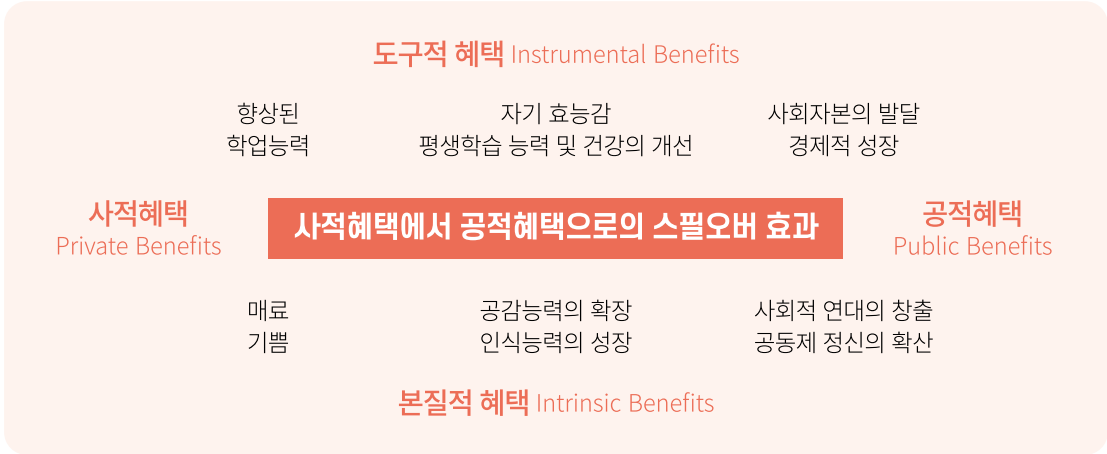 도구적 혜택 Instrumental Benefits
향상된 자기 효능감 사회자본의 발달
학업능력 평생학습 능력 및 건강의 개선 경제적 성장
사적혜택 사적혜택에서 공적혜택으로의 스필오버 효과 공적혜택
Private Benefits Public Benefits
매료 공감능력의 확장 사회적 연대의 창출
기쁨 인식능력의 성장 공동제 정신의 확산
본질적 혜택 Intrinsic Benefits